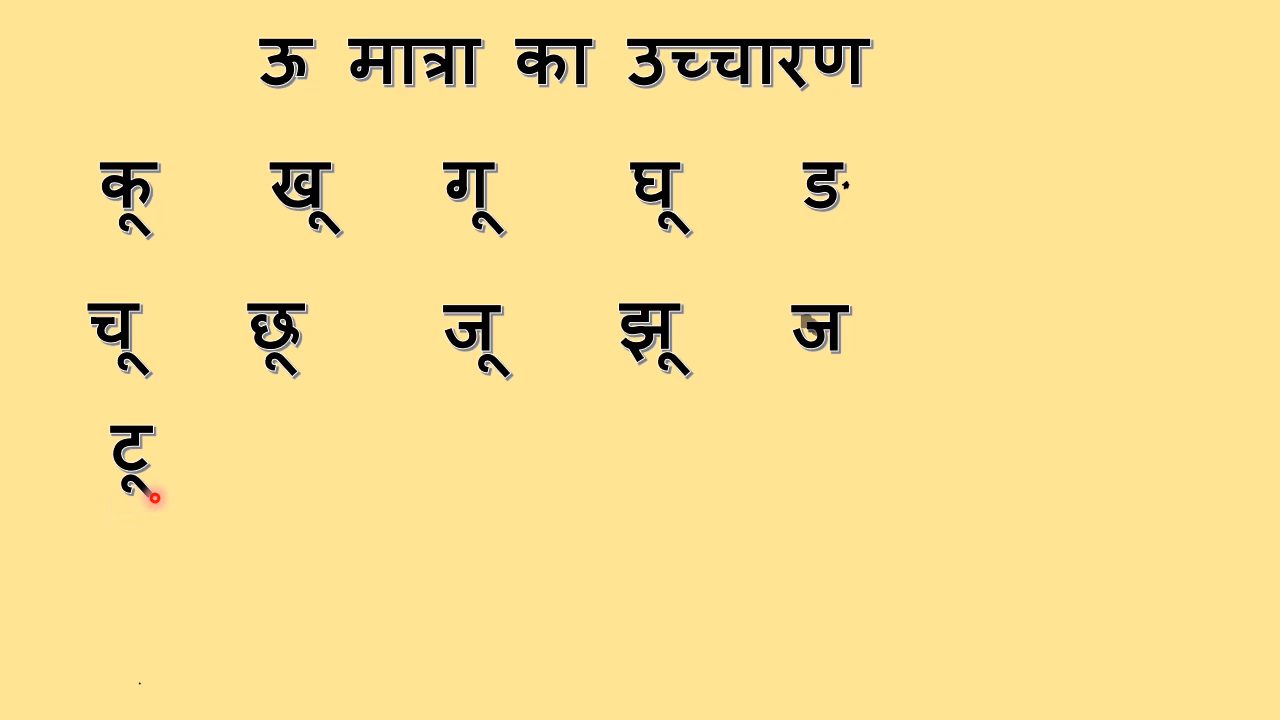 ऊ मात्रा का उच्चारण
कू खू गू घू ङ
चू छू जू झू ञ
टू